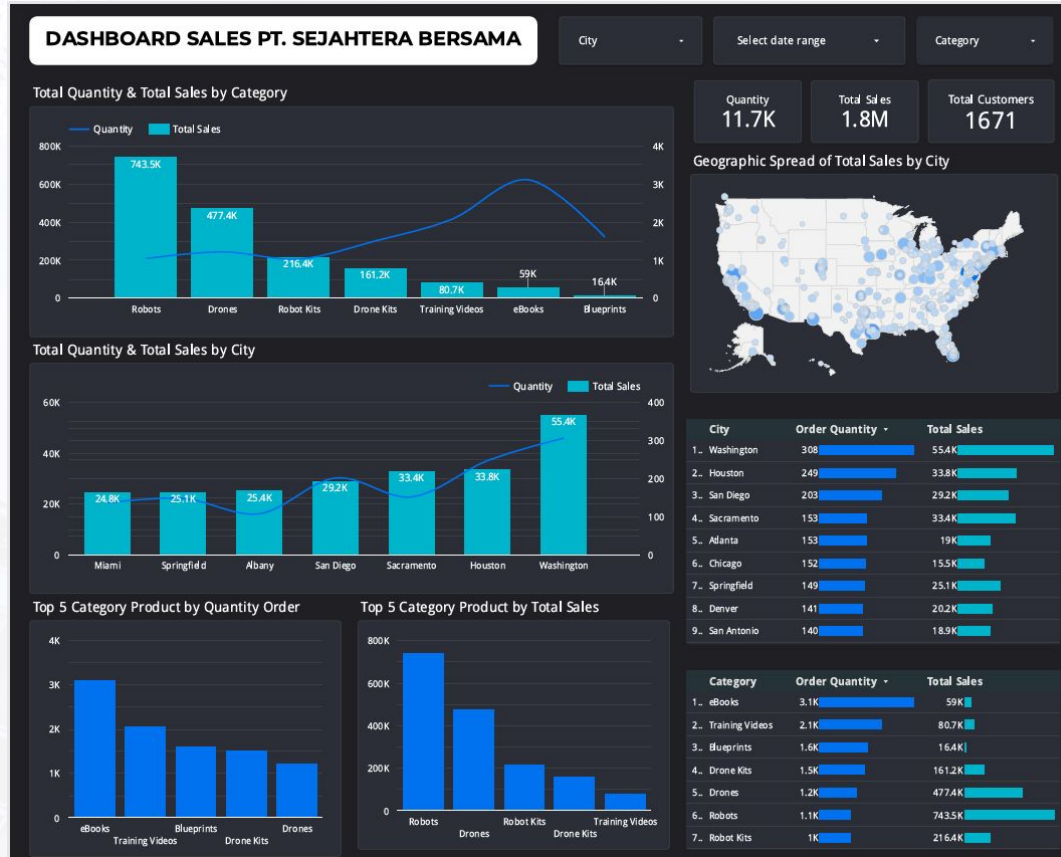 DASHBOARD SALES PT. SEJAHTERA BERSAMA
City
Select date range
Category
Total Quantity & Total Sales by Category
Quantity Total Sales
800K 4K
743.5K
600K 3K
477.4K
400K 2K
216.4K
200K 1K
161.2K
80.7K
59K
16.4K
0 0
Robots Drones Robot Kits Drone Kits Training Videos eBooks Blueprints
Quantity
11.7K
Total Sales
1.8M
Total Customers
1671
Geographic Spread of Total Sales by City
Total Quantity & Total Sales by City
Quantity Total Sales
60K 400
55.4K
300
40K
33.4K 33.8K
29.2K
200
24.8K 25.1K 25.4K
20K
100
0 0
Miami Springfield Albany San Diego Sacramento Houston Washington
City Order Quantity Total Sales
1.. Washington 308 55.4K
2.. Houston 249 33.8K
3.. San Diego 203 29.2K
4.. Sacramento 153 33.4K
5.. Atlanta 153 19K
6.. Chicago 152 15.5K
7.. Springfield 149 25.1K
8.. Denver 141 20.2K
9.. San Antonio 140 18.9K
Top 5 Category Product by Quantity Order
4K
3K
2K
1K
0
eBooks Blueprints Drones
Training Videos Drone Kits
Top 5 Category Product by Total Sales
800K
600K
400K
200K
0
Robots Robot Kits Training Videos
Drones Drone Kits
Category Order Quantity Total Sales
1.. eBooks 3.1K 59K
2.. Training Videos 2.1K 80.7K
3.. Blueprints 1.6K 16.4K
4.. Drone Kits 1.5K 161.2K
5.. Drones 1.2K 477.4K
6.. Robots 1.1K 743.5K
7.. Robot Kits 1K 216.4K